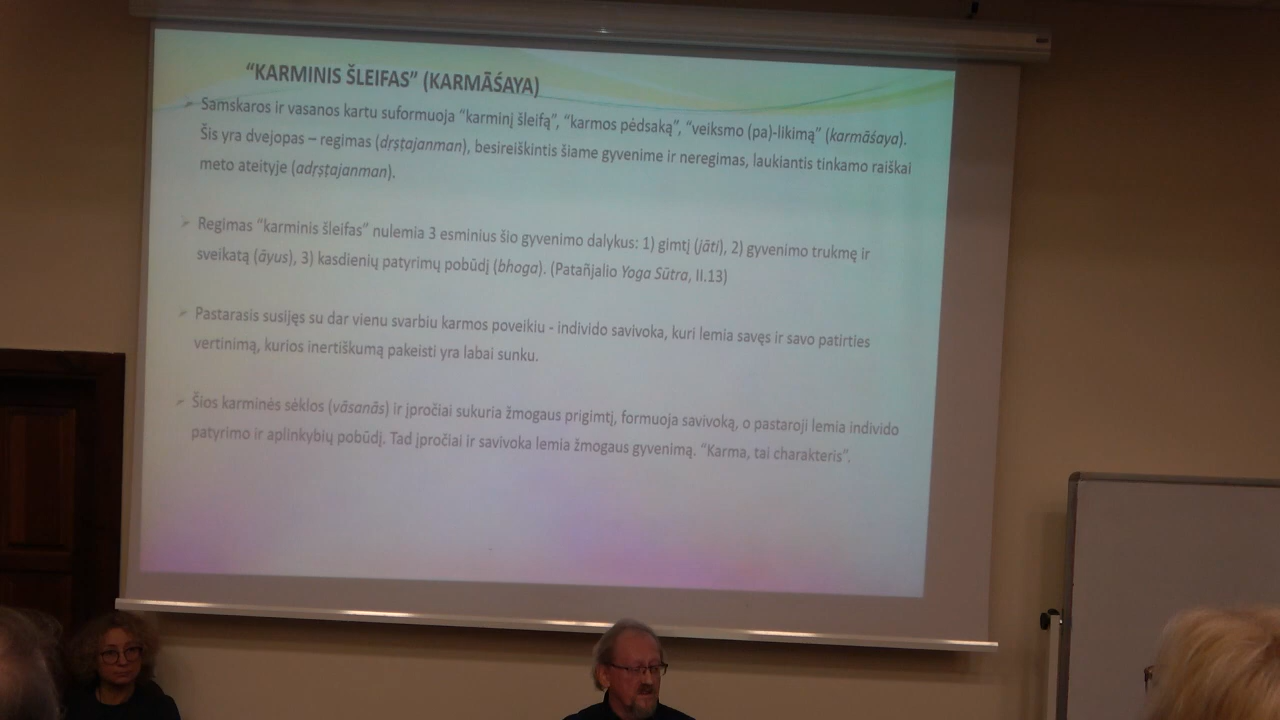 “KARMINIS ŠLEIFAS” (KARMĀŚAYA)
Samskaros ir vasanos kartu suformuoja “karminį šleifą”, “karmos pėdsaką”, “veiksmo (pa)-likimą” (karmāśaya).
Šis yra dvejopas – regimas (dṛṣṭajanman), besireiškintis šiame gyvenime ir neregimas, laukiantis tinkamo raiškai
meto ateityje (adṛṣṭajanman).
Regimas “karminis šleifas” nulemia 3 esminius šio gyvenimo dalykus: 1) gimtį (jāti), 2) gyvenimo trukmę ir
sveikatą (āyus), 3) kasdienių patyrimų pobūdį (bhoga). (Patañjalio Yoga Sūtra, II.13)
Pastarasis susijęs su dar vienu svarbiu karmos poveikiu - individo savivoka, kuri lemia savęs ir savo patirties
vertinimą, kurios inertiškumą pakeisti yra labai sunku.
Šios karminės sėklos (vāsanās) ir įpročiai sukuria žmogaus prigimtį, formuoja savivoką, o pastaroji lemia individo
patyrimo ir aplinkybių pobūdį. Tad įpročiai ir savivoka lemia žmogaus gyvenimą. “Karma, tai charakteris”.